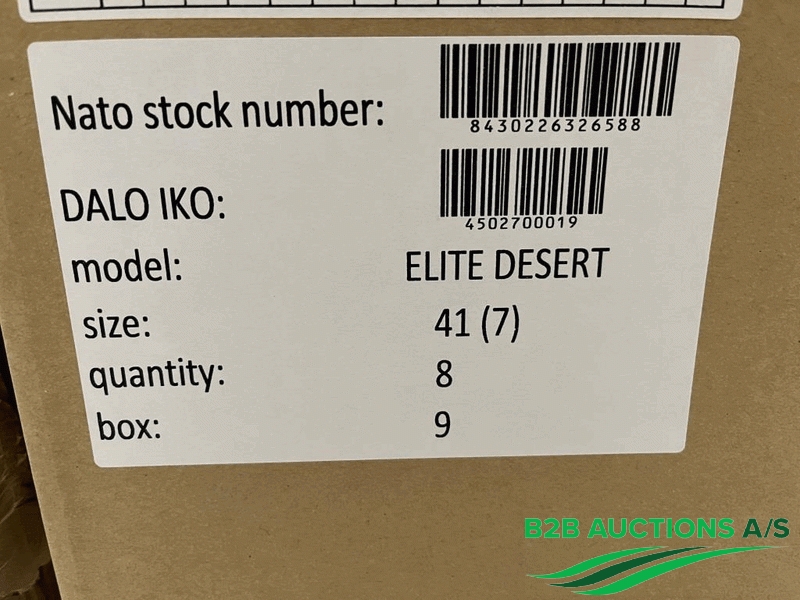 Nato stock number:
8430226326588
DALO IKO:
4502700019
model: ELITE DESERT
size: 41 (7)
quantity: 8
box: 9
B2B AUCTIONS A/S